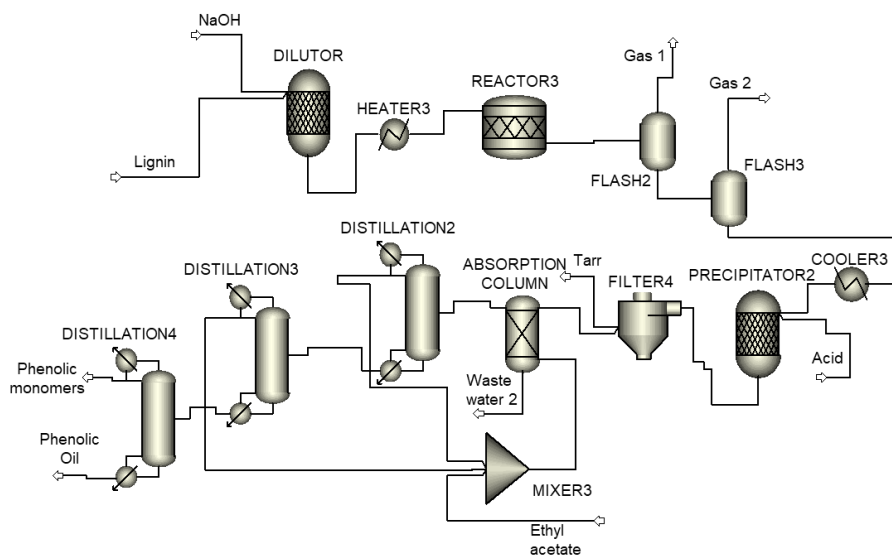 NaOH
DILUTOR
Gas 1
REACTOR3
Gas 2
HEATER3
Lignin
FLASH2
FLASH3
DISTILLATION2
ABSORPTION
COLUMN
Tarr
FILTER4
PRECIPITATOR2
COOLER3
DISTILLATION3
DISTILLATION4
Phenolic
monomers
Acid
Waste
water 2
Phenolic
Oil
MIXER3
Ethyl
acetate